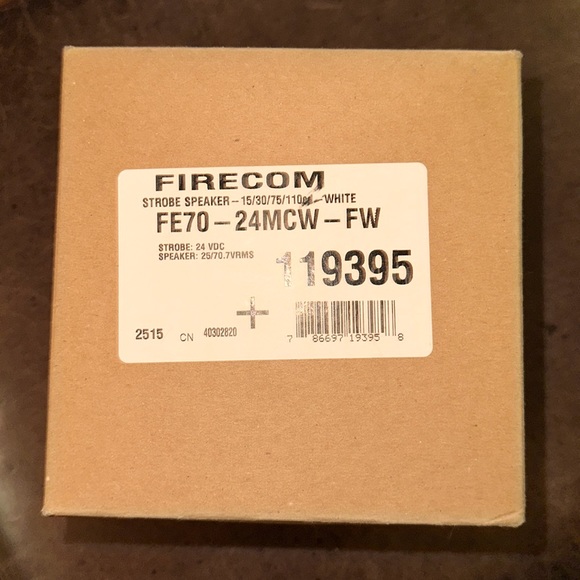 FIRECOM
STROBE SPEAKER – 15/30/75/110cd – WHITE
FE70 – 24MCW – FW
STROBE: 24 VDC
SPEAKER: 25/70.7VRMS
119395
2515 CN 40302820
7 86697 19395 8